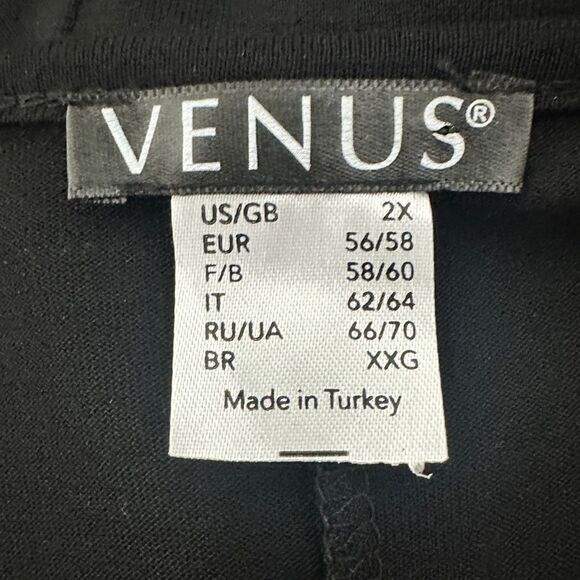 VENUS®
US/GB 2X
EUR 56/58
F/B 58/60
IT 62/64
RU/UA 66/70
BR XXG
Made in Turkey